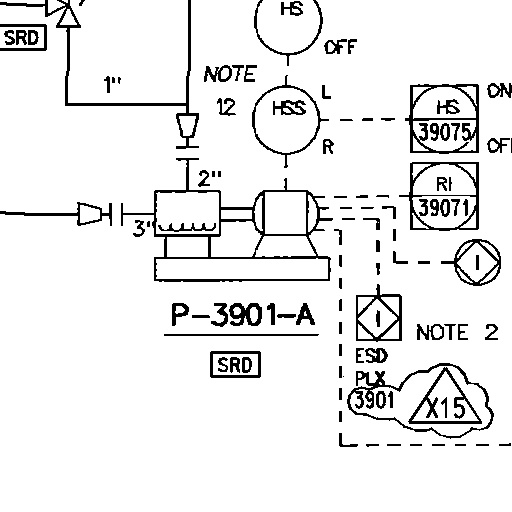 HS
SRD
OFF
NOTE
12
1"
L
HSS
R
ON
HS
39075
2"
RI
39071
3"
I
P-3901-A
I
NOTE 2
SRD
ESD
PLX
3901
X15